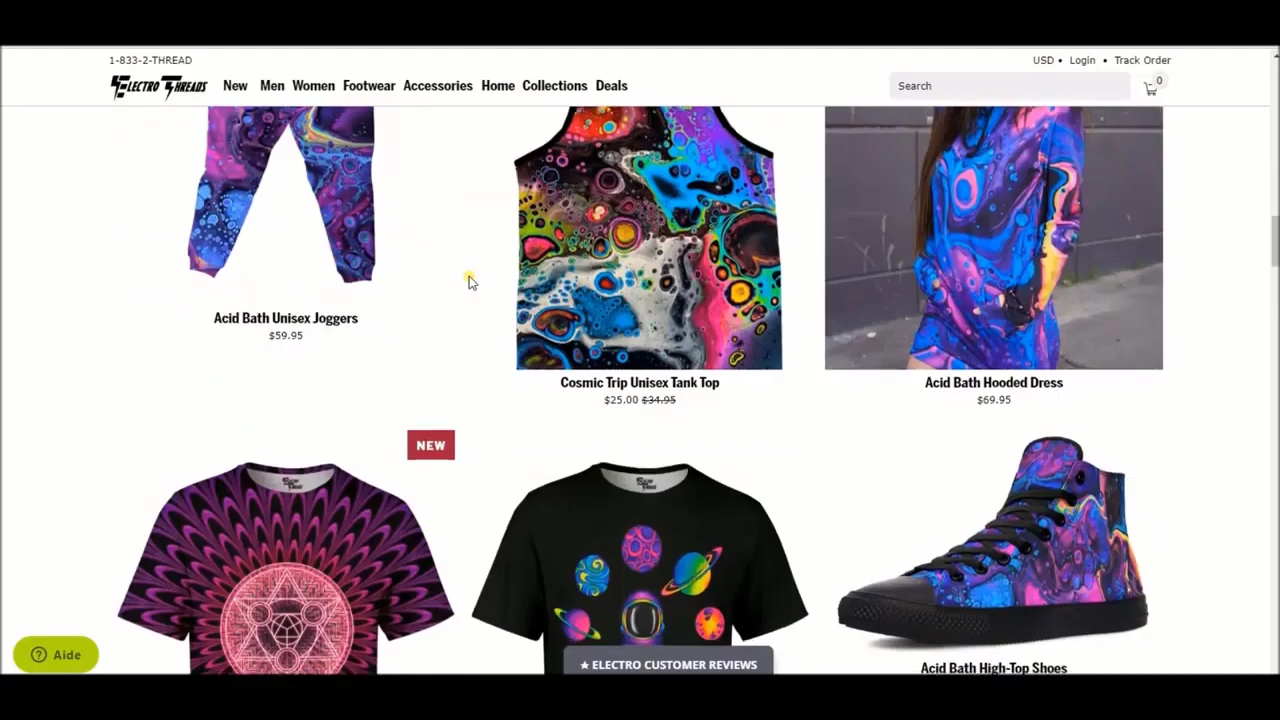 1-833-2-THREAD
USD • Login • Track Order
ELECTRO THREADS
New Men Women Footwear Accessories Home Collections Deals
Search
0
Acid Bath Unisex Joggers
$59.95
Cosmic Trip Unisex Tank Top
$25.00 $34.95
Acid Bath Hooded Dress
$69.95
NEW
Aide
★ ELECTRO CUSTOMER REVIEWS
Acid Bath High-Top Shoes